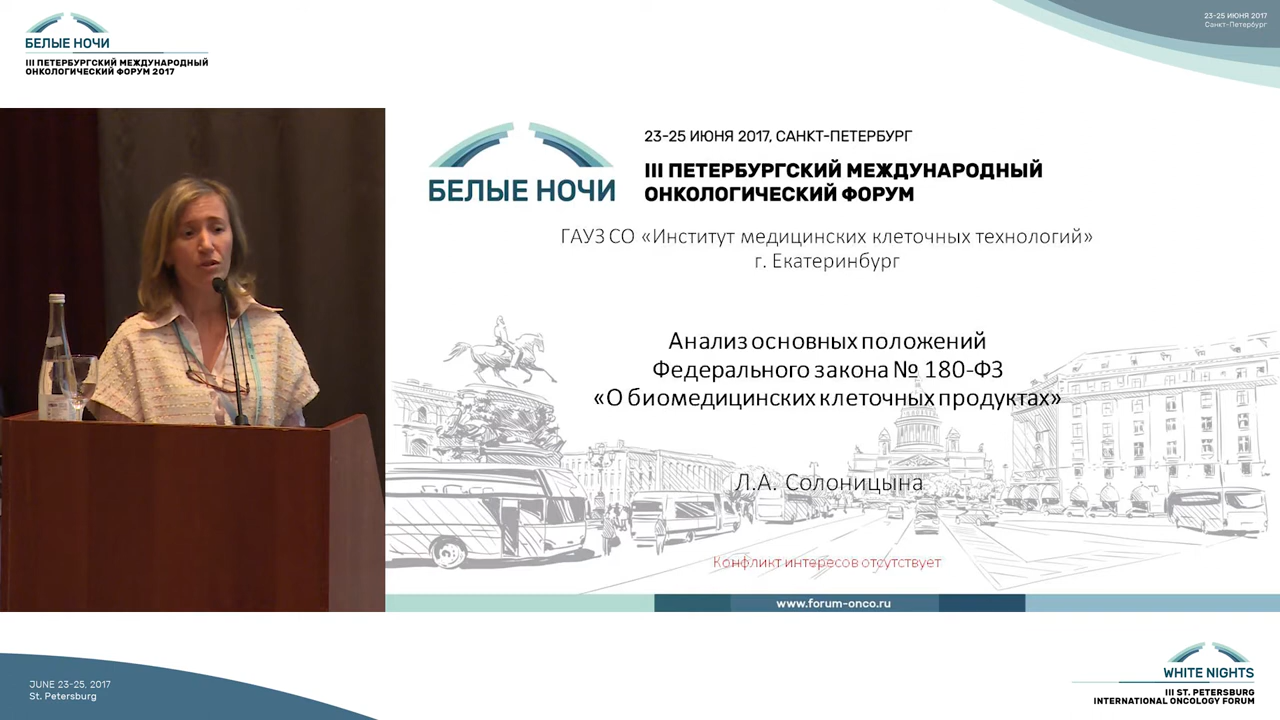 БЕЛЫЕ НОЧИ
III ПЕТЕРБУРГСКИЙ МЕЖДУНАРОДНЫЙ
ОНКОЛОГИЧЕСКИЙ ФОРУМ 2017
23-25 ИЮНЯ 2017
Санкт-Петербург
БЕЛЫЕ НОЧИ
23-25 ИЮНЯ 2017, САНКТ-ПЕТЕРБУРГ
III ПЕТЕРБУРГСКИЙ МЕЖДУНАРОДНЫЙ
ОНКОЛОГИЧЕСКИЙ ФОРУМ
ГАУЗ СО «Институт медицинских клеточных технологий»
г. Екатеринбург
Анализ основных положений
Федерального закона № 180-ФЗ
«О биомедицинских клеточных продуктах»
Л.А. Солоницына
Конфликт интересов отсутствует
www.forum-onco.ru
JUNE 23-25, 2017
St. Petersburg
WHITE NIGHTS
III ST. PETERSBURG
INTERNATIONAL ONCOLOGY FORUM